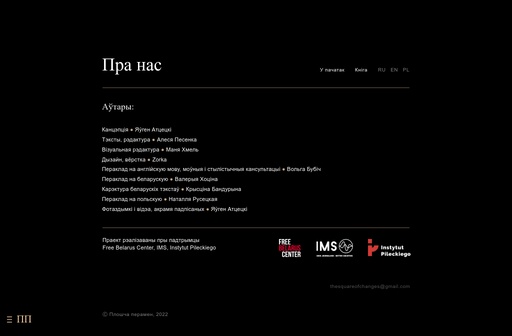 Пра нас
У пачатак Кніга RU EN PL
Аўтары:
Канцэпцыя ● Яўген Атцецкі
Тэксты, рэдактура ● Алеся Песенка
Візуальная рэдактура ● Маня Хмель
Дызайн, вёрстка ● Zorka
Пераклад на англійскую мову, моўныя і стылістычныя кансультацыі ● Вольга Бубіч
Пераклад на беларускую ● Валерыя Хоціна
Карэктура беларускіх тэкстаў ● Крысціна Бандурына
Пераклад на польскую ● Наталля Русецкая
Фотаздымкі і відэа, акрамя падпісаных ● Яўген Атцецкі
Праект рэалізаваны пры падтрымцы
Free Belarus Center, IMS, Instytut Pileckiego
FREE
BELARUS
CENTER
IMS
Instytut
Pileckiego
thesquareofchanges@gmail.com
© Плошча перамен, 2022
ПП